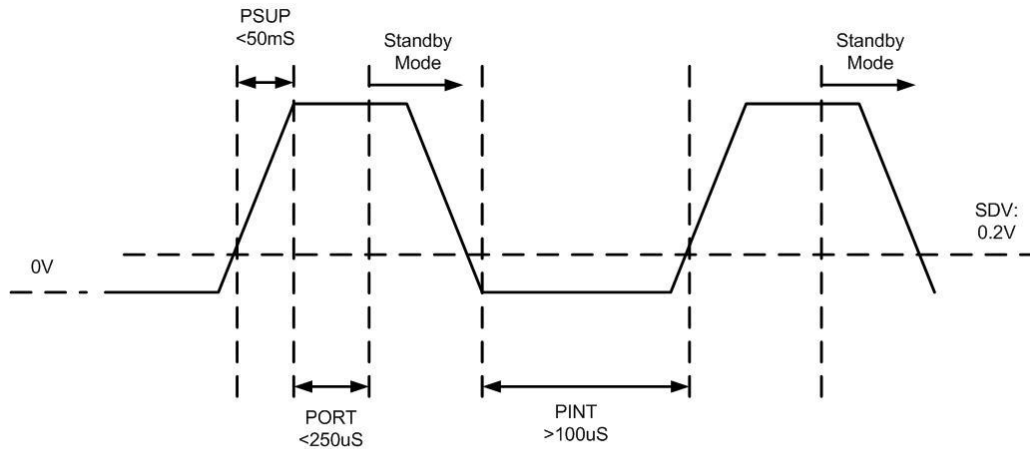 PSUP
<50mS
Standby
Mode
Standby
Mode
SDV:
0.2V
0V
PORT
<250uS
PINT
>100uS